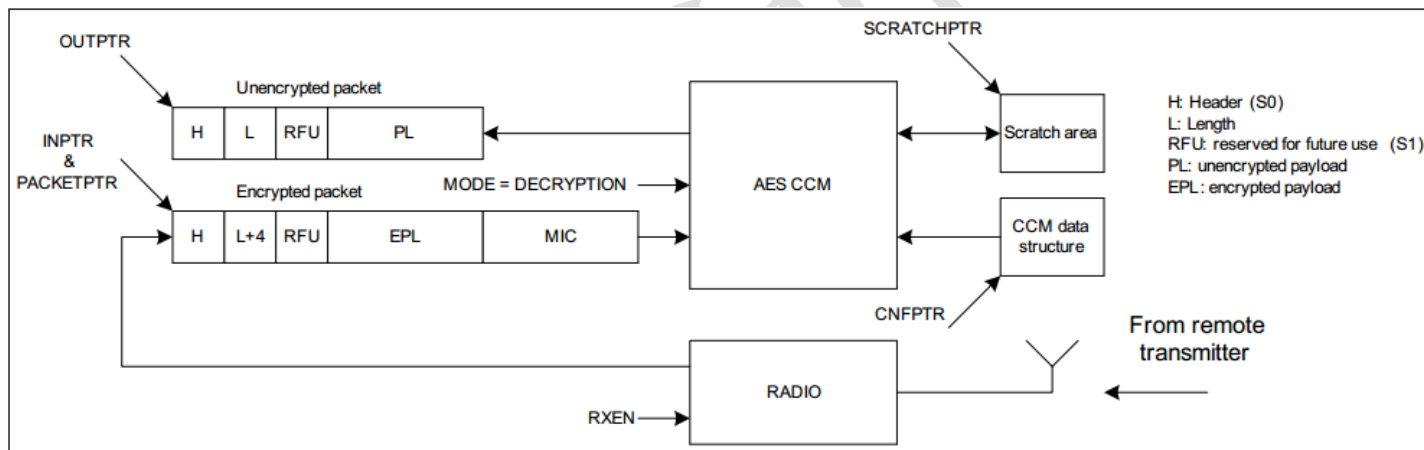 OUTPTR
SCRATCHPTR
Unencrypted packet
H L RFU PL
INPTR
&
PACKETPTR
Encrypted packet
H L+4 RFU EPL MIC
MODE = DECRYPTION
AES CCM
Scratch area
CCM data
structure
CNFPTR
H: Header (S0)
L: Length
RFU: reserved for future use (S1)
PL: unencrypted payload
EPL: encrypted payload
From remote
transmitter
RADIO
RXEN